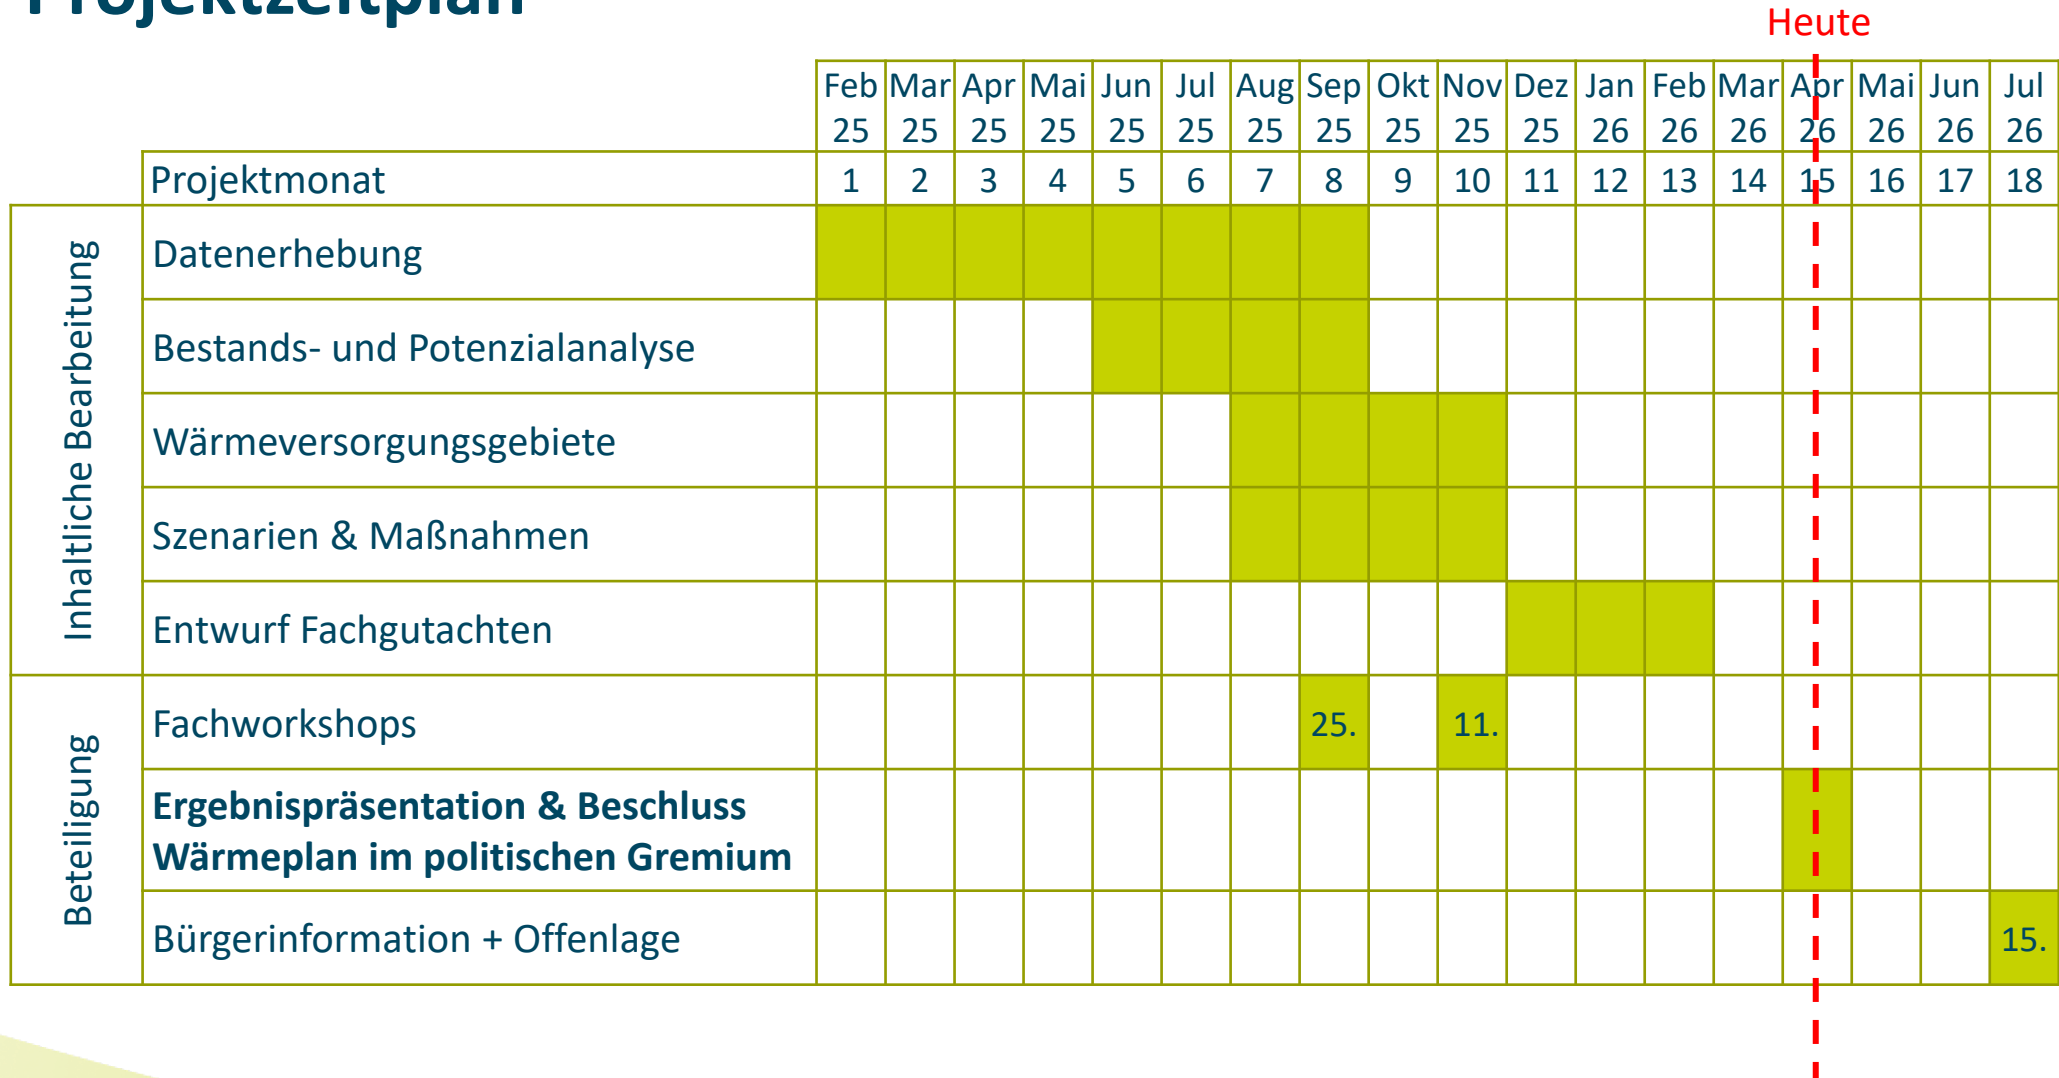 Projektzeitplan
Heute
Feb 25 Mar 25 Apr 25 Mai 25 Jun 25 Jul 25 Aug 25 Sep 25 Okt 25 Nov 25 Dez 25 Jan 26 Feb 26 Mar 26 Apr 26 Mai 26 Jun 26 Jul 26
Projektmonat 1 2 3 4 5 6 7 8 9 10 11 12 13 14 15 16 17 18
Inhaltliche Bearbeitung
Datenerhebung
Bestands- und Potenzialanalyse
Wärmeversorgungsgebiete
Szenarien & Maßnahmen
Entwurf Fachgutachten
Beteiligung
Fachworkshops 25. 11.
Ergebnispräsentation & Beschluss
Wärmeplan im politischen Gremium
Bürgerinformation + Offenlage 15.